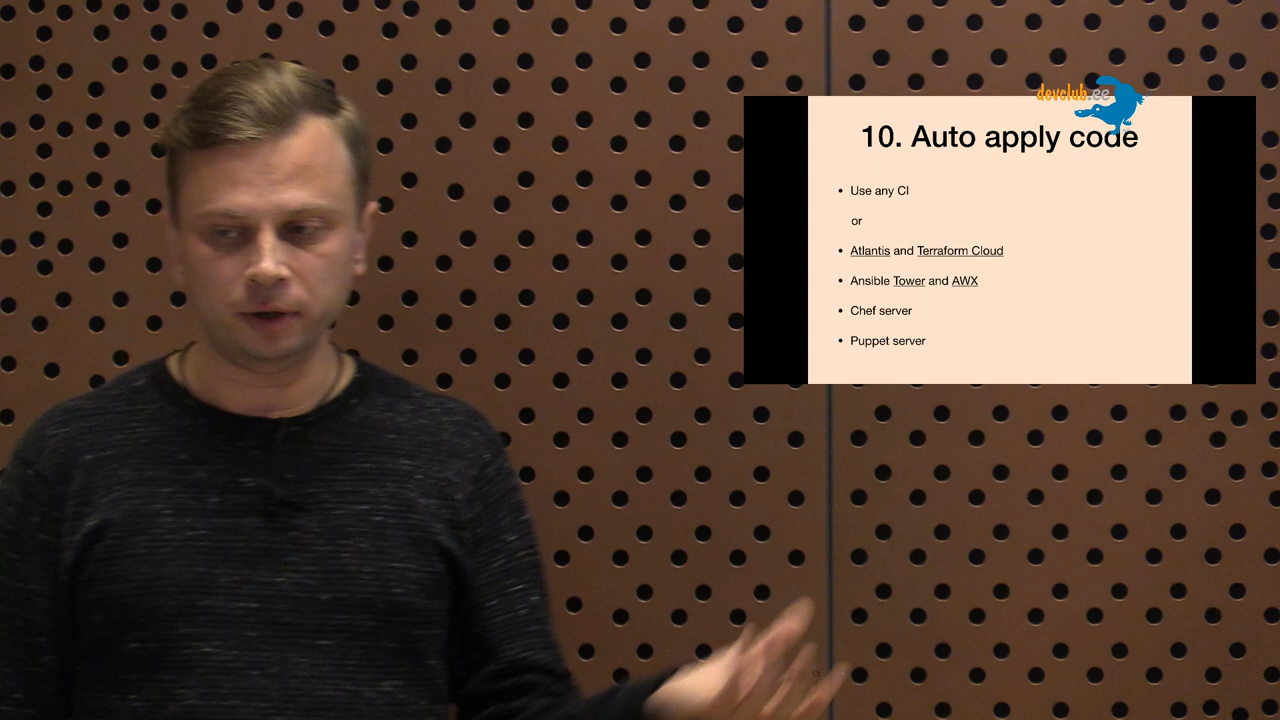 devclub.ee
10. Auto apply code
• Use any CI
or
• Atlantis and Terraform Cloud
• Ansible Tower and AWX
• Chef server
• Puppet server